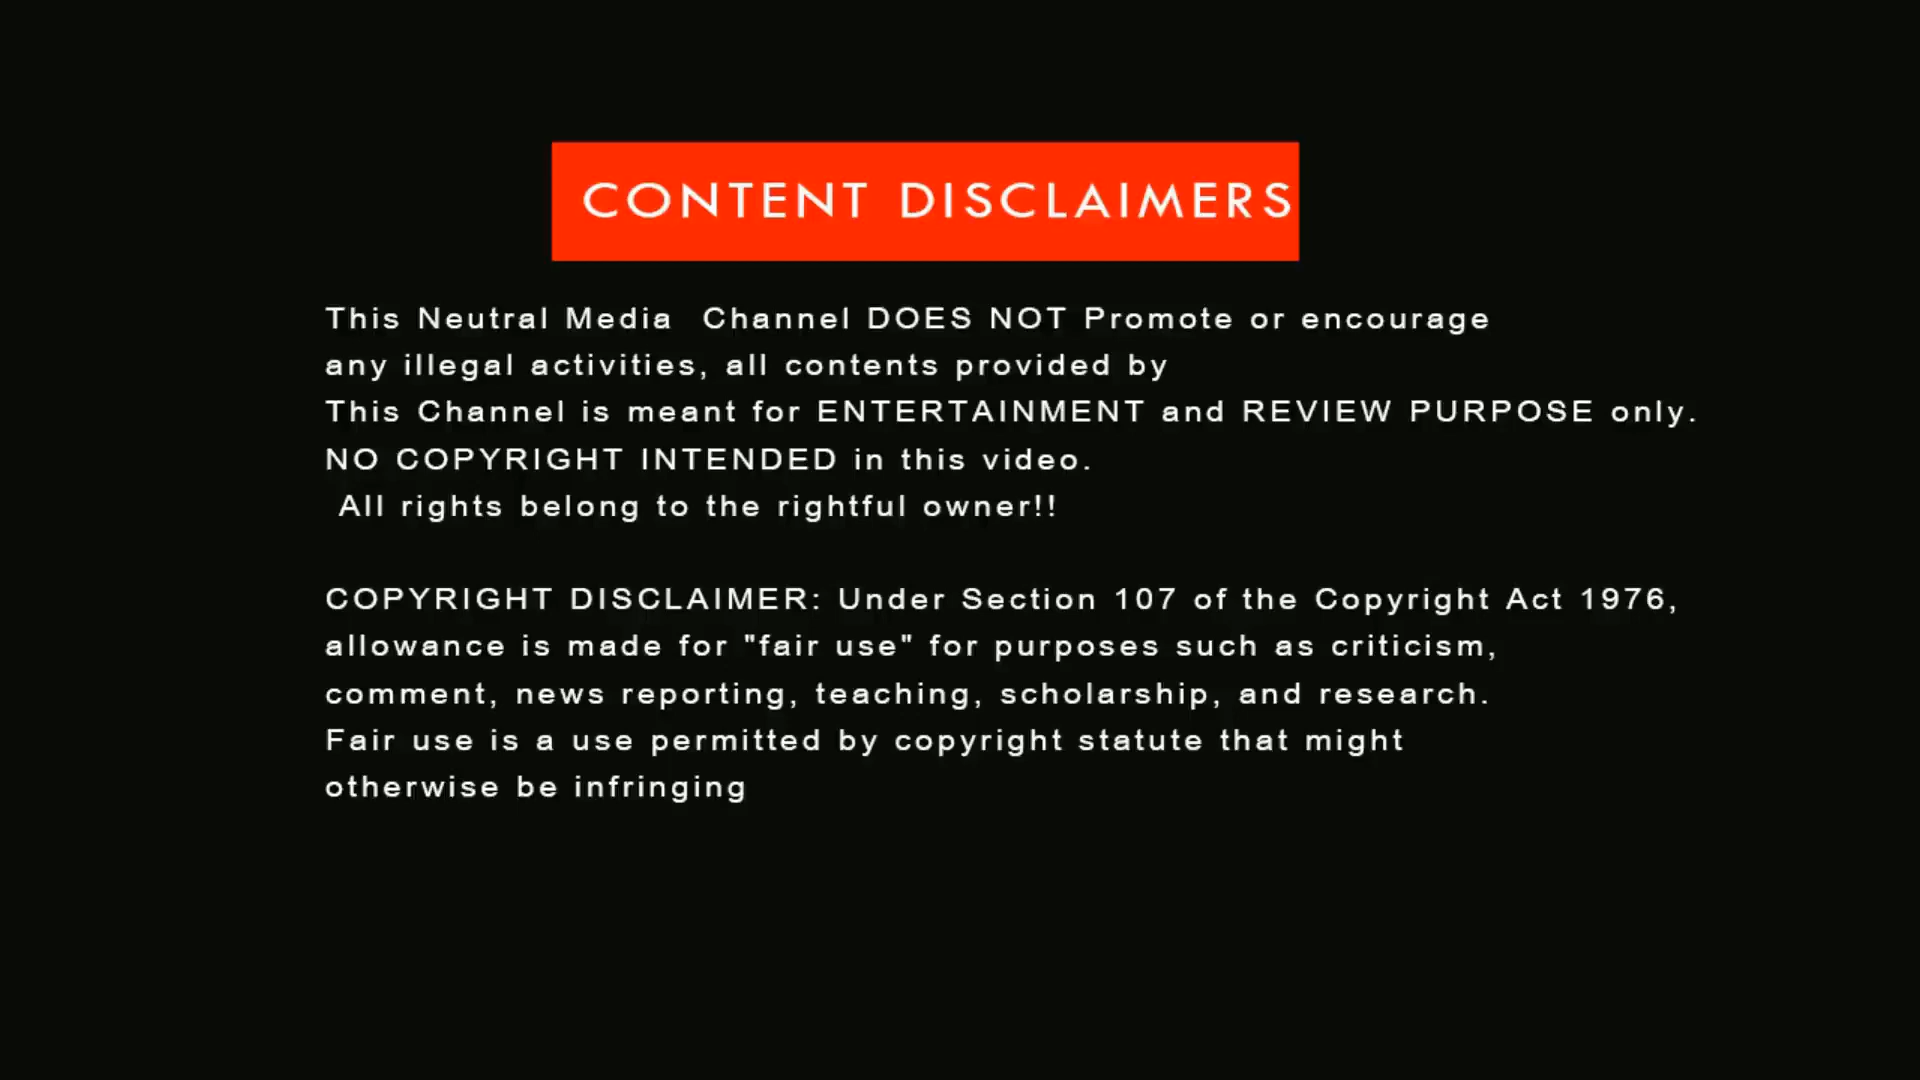 CONTENT DISCLAIMERS
This Neutral Media  Channel DOES NOT Promote or encourage
any illegal activities, all contents provided by
This Channel is meant for ENTERTAINMENT and REVIEW PURPOSE only.
NO COPYRIGHT INTENDED in this video.
All rights belong to the rightful owner!!
COPYRIGHT DISCLAIMER: Under Section 107 of the Copyright Act 1976,
allowance is made for "fair use" for purposes such as criticism,
comment, news reporting, teaching, scholarship, and research.
Fair use is a use permitted by copyright statute that might
otherwise be infringing